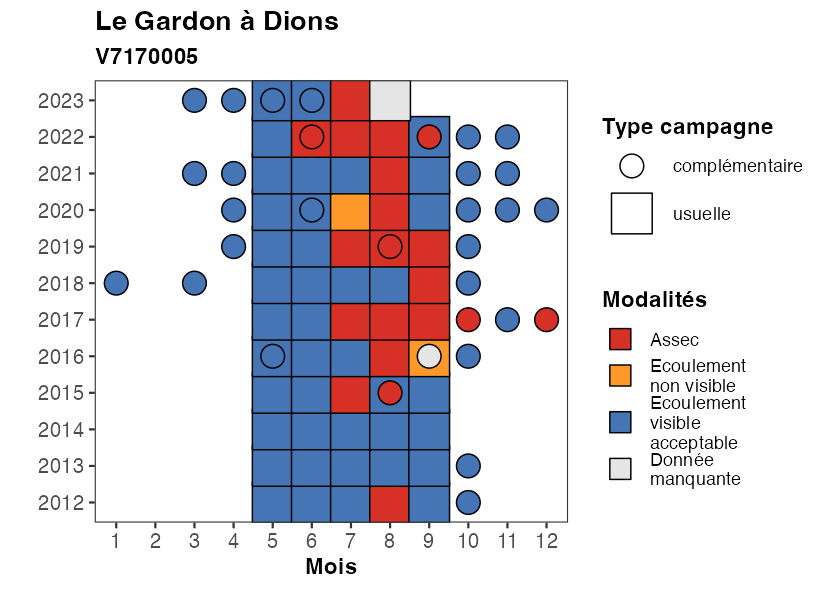 Le Gardon à Dions
V7170005
2023
2022
2021
2020
2019
2018
2017
2016
2015
2014
2013
2012
1 2 3 4 5 6 7 8 9 10 11 12
Mois
Type campagne
complémentaire
usuelle
Modalités
Assec
Ecoulement
non visible
Ecoulement
visible
acceptable
Donnée
manquante